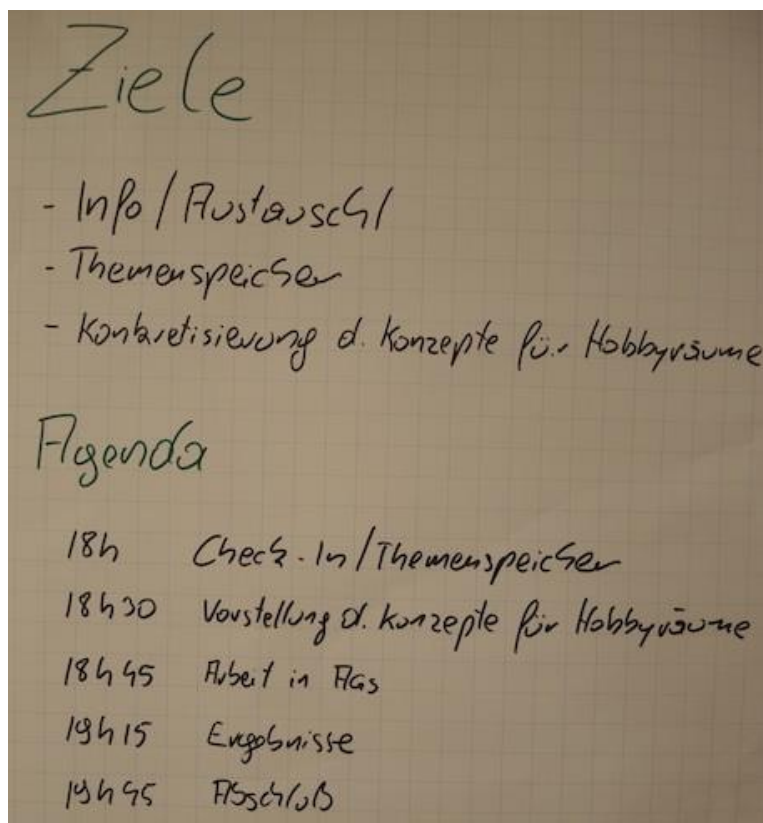 Ziele
- Info / Austausch
- Themenspeicher
- Konkretisierung d. Konzepte für Hobbyräume
Agenda
18h Check-In / Themenspeicher
18h30 Vorstellung d. Konzepte für Hobbyräume
18h45 Arbeit in AGs
19h15 Ergebnisse
19h45 Abschluß